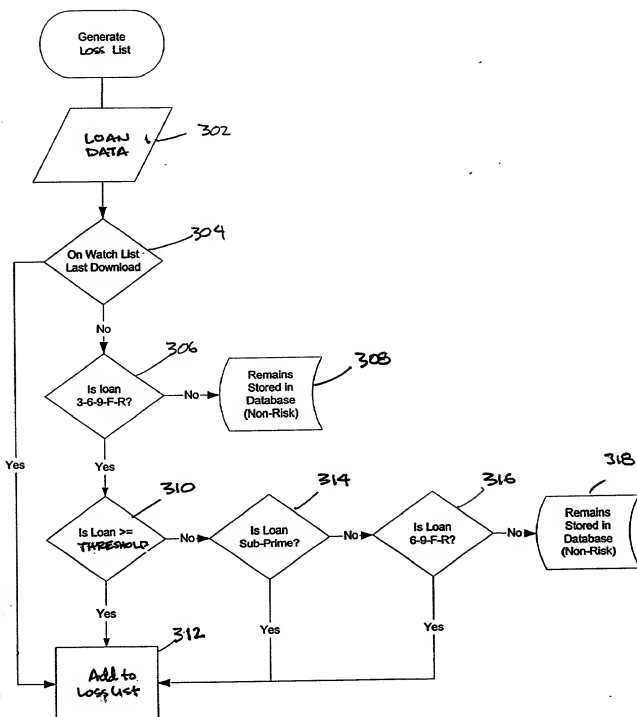 Generate
Loss List
LOAN
DATA
302
304
On Watch List
Last Download
No
306
308
Is loan
3-6-9-F-R?
No
Remains
Stored in
Database
(Non-Risk)
Yes
Yes
310
314
316
318
Is Loan >=
THRESHOLD
No
Is Loan
Sub-Prime?
No
Is Loan
6-9-F-R?
No
Remains
Stored in
Database
(Non-Risk)
Yes
Yes
Yes
312
Add to
Loss List